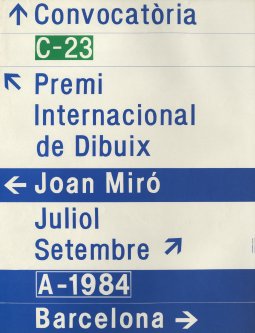 Convocatòria
C-23
Premi
Internacional
de Dibuix
Joan Miró
Juliol
Setembre
A-1984
Barcelona